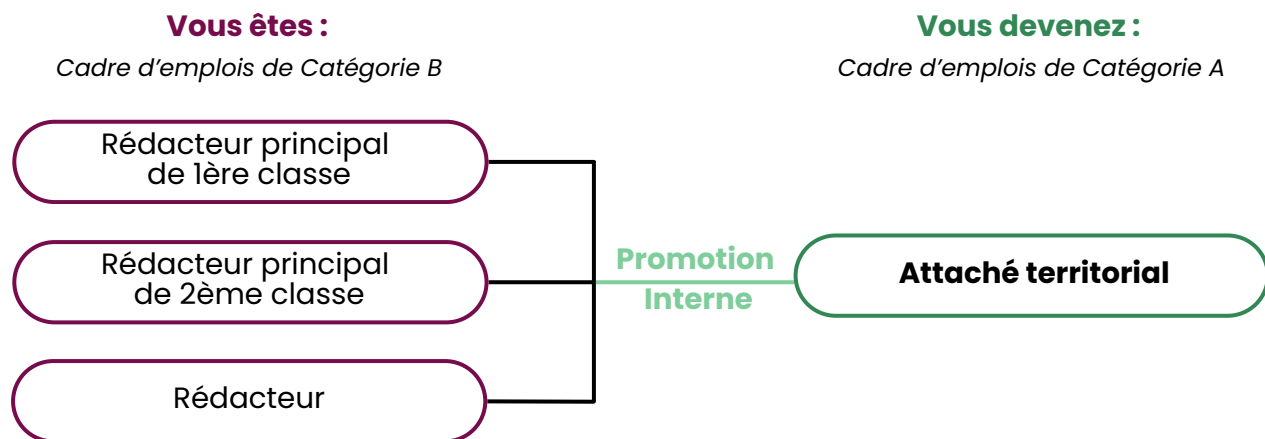 Vous êtes :
Cadre d’emplois de Catégorie B
Rédacteur principal
de 1ère classe
Rédacteur principal
de 2ème classe
Rédacteur
Promotion
Interne
Vous devenez :
Cadre d’emplois de Catégorie A
Attaché territorial